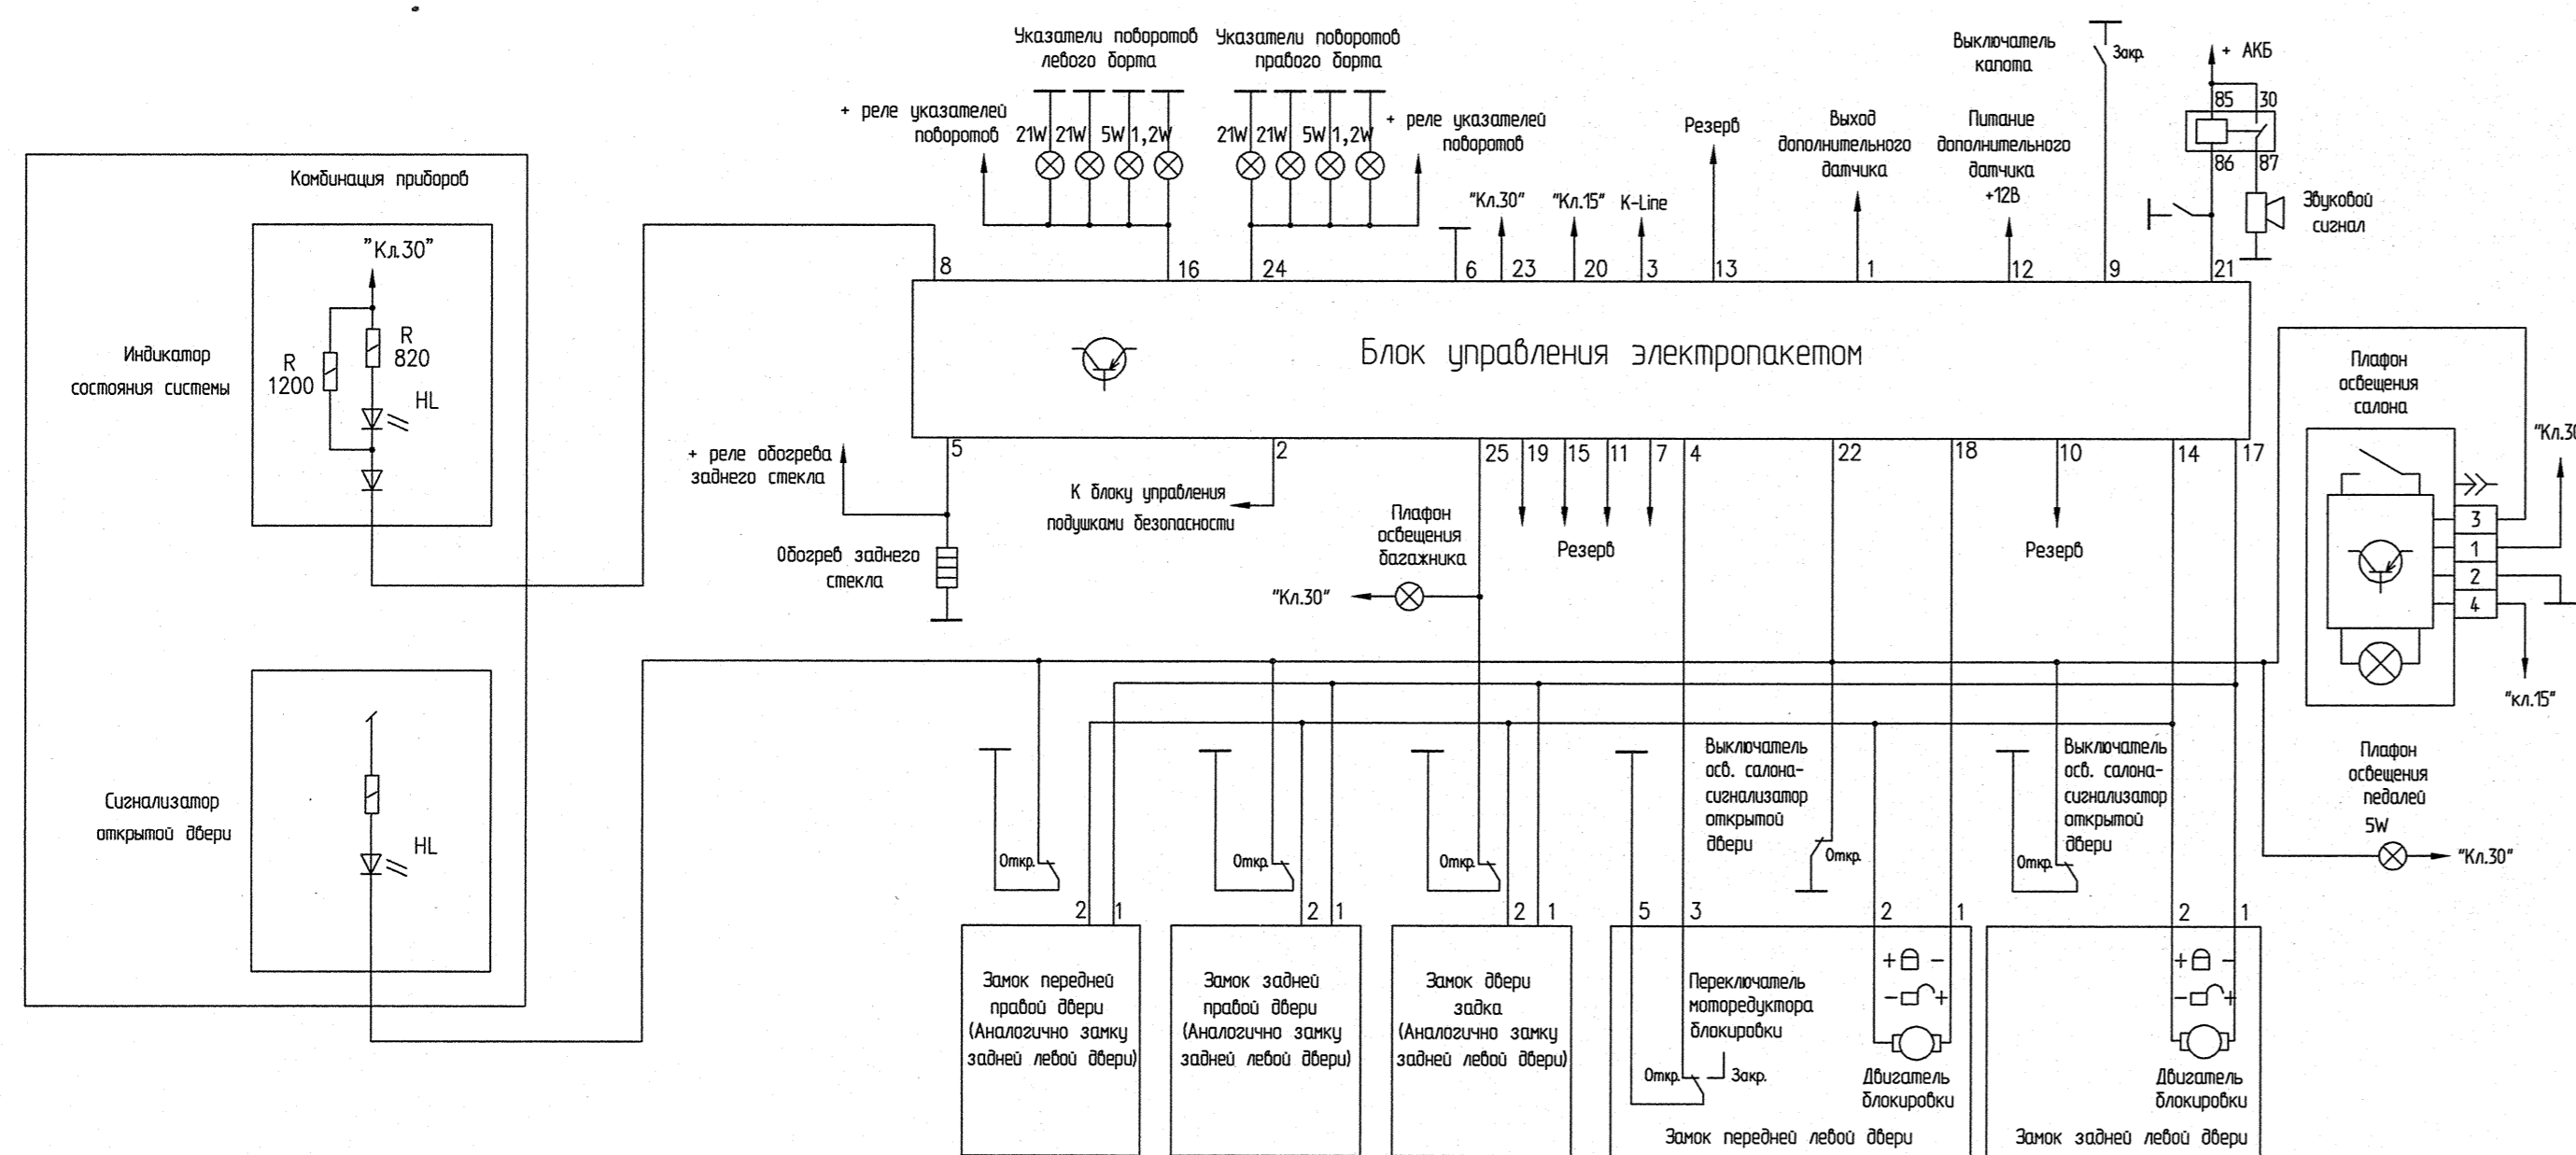 Указатели поворотов
левого борта
Указатели поворотов
правого борта
+ реле указателей
поворотов
21W 21W 5W 1,2W
21W 21W 5W 1,2W
+ реле указателей
поворотов
"Кл.30"
"Кл.15"
K-Line
Резерв
Выход
дополнительного
датчика
Питание
дополнительного
датчика
+12В
Выключатель
капота
Закр.
+ АКБ
85 30
86 87
Звуковой
сигнал
Комбинация приборов
"Кл.30"
R
820
R
1200
HL
Индикатор
состояния системы
8 16 24 6 23 20 3 13 1 12 9 21
Блок управления электропакетом
5 2 25 19 15 11 7 4 22 18 10 14 17
+ реле обогрева
заднего стекла
Обогрев заднего
стекла
К блоку управления
подушками безопасности
Плафон
освещения
багажника
"Кл.30"
Резерв
Резерв
Плафон
освещения
салона
3
1
2
4
"кл.15"
Плафон
освещения
педалей
5W
"Кл.30"
Сигнализатор
открытой двери
HL
Выключатель
осв. салона-
сигнализатор
открытой
двери
Выключатель
осв. салона-
сигнализатор
открытой
двери
Откр.
Откр.
Откр.
Откр.
Откр.
2 1
2 1
2 1
5 3 2 1
2 1
Замок передней
правой двери
(Аналогично замку
задней левой двери)
Замок задней
правой двери
(Аналогично замку
задней левой двери)
Замок двери
задка
(Аналогично замку
задней левой двери)
Переключатель
моторедуктора
блокировки
Откр.
Закр.
+ -
- +
Двигатель
блокировки
Замок передней левой двери
+ -
- +
Двигатель
блокировки
Замок задней левой двери